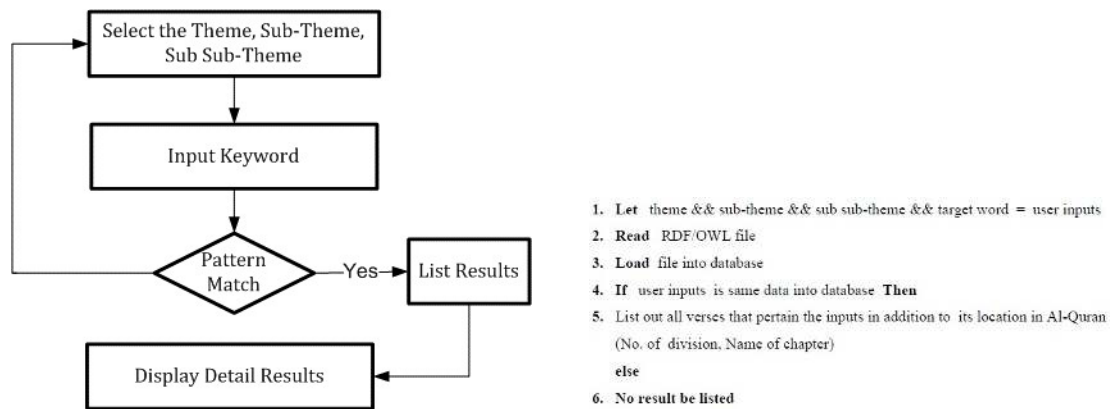 Select the Theme, Sub-Theme,
Sub Sub-Theme
Input Keyword
Pattern
Match
Yes
List Results
Display Detail Results
1. Let theme && sub-theme && sub sub-theme && target word = user inputs
2. Read RDF/OWL file
3. Load file into database
4. If user inputs is same data into database Then
5. List out all verses that pertain the inputs in addition to its location in Al-Quran
(No. of division, Name of chapter)
else
6. No result be listed